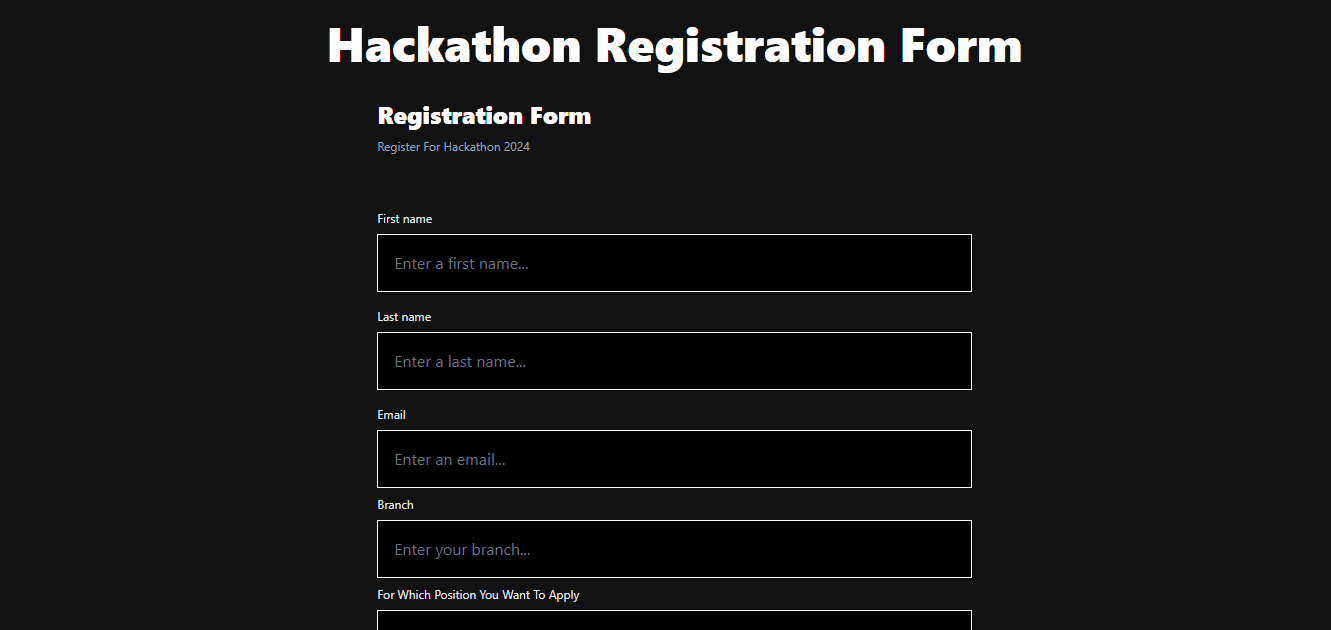 Hackathon Registration Form
Registration Form
Register For Hackathon 2024
First name
Enter a first name...
Last name
Enter a last name...
Email
Enter an email...
Branch
Enter your branch...
For Which Position You Want To Apply